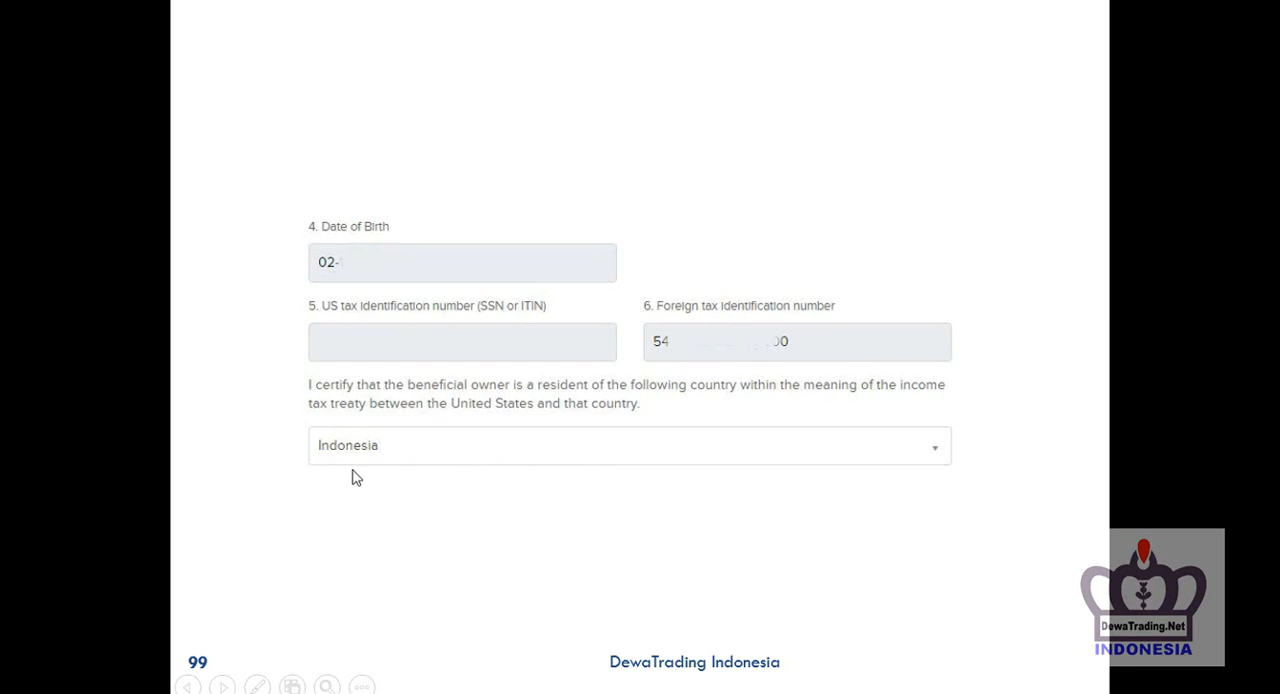 4. Date of Birth
02-
5. US tax identification number (SSN or ITIN)
6. Foreign tax identification number
54 00
I certify that the beneficial owner is a resident of the following country within the meaning of the income
tax treaty between the United States and that country.
Indonesia
DewaTrading.Net
INDONESIA
99
DewaTrading Indonesia